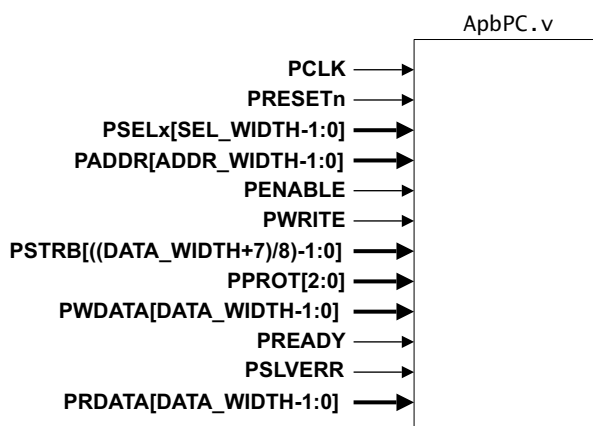 ApbPC.v
PCLK
PRESETn
PSELx[SEL_WIDTH-1:0]
PADDR[ADDR_WIDTH-1:0]
PENABLE
PWRITE
PSTRB[((DATA_WIDTH+7)/8)-1:0]
PPROT[2:0]
PWDATA[DATA_WIDTH-1:0]
PREADY
PSLVERR
PRDATA[DATA_WIDTH-1:0]